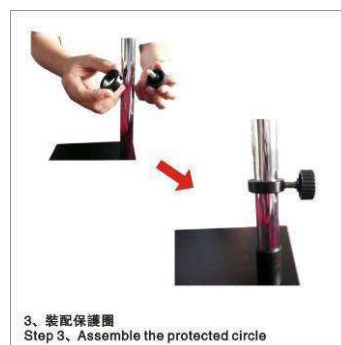 3、裝配保護圈
Step 3、Assemble the protected circle